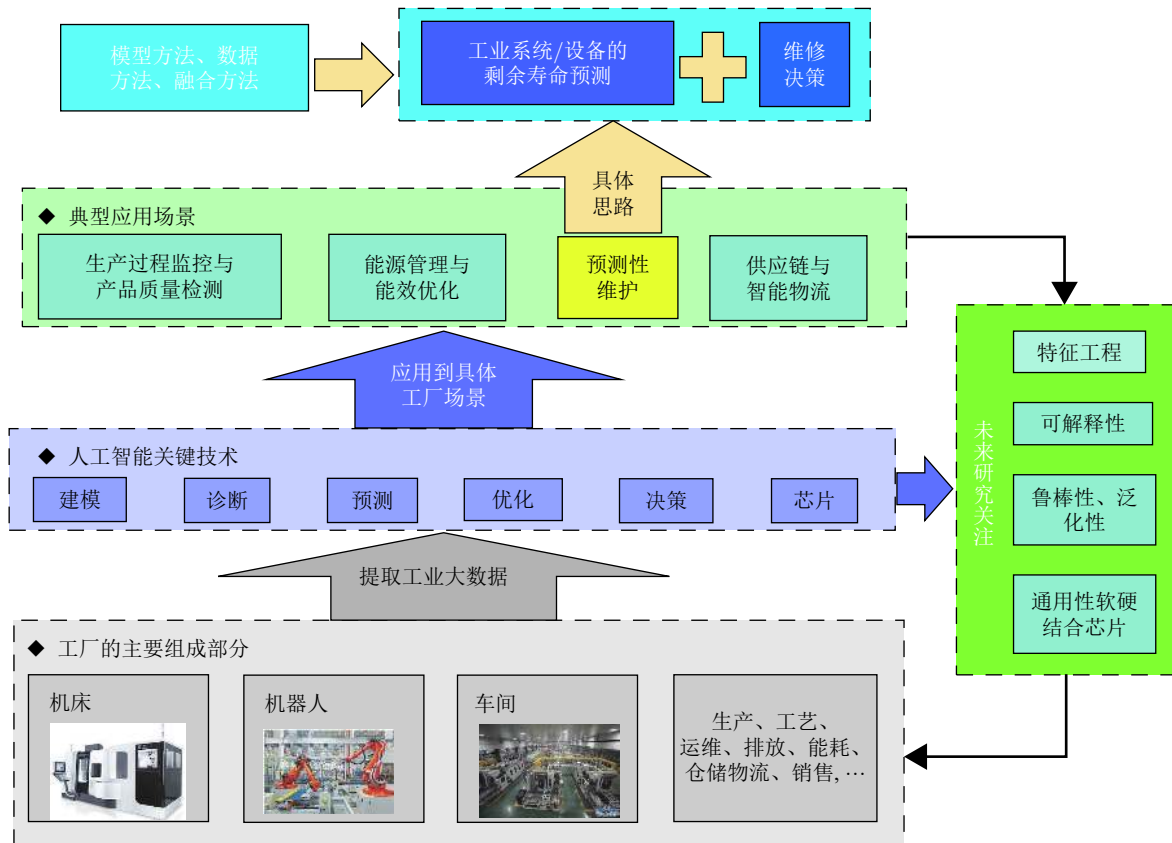 模型方法、数据
方法、融合方法
工业系统/设备的
剩余寿命预测
维修
决策
具体
思路
◆ 典型应用场景
生产过程监控与
产品质量检测
能源管理与
能效优化
预测性
维护
供应链与
智能物流
应用到具体
工厂场景
◆ 人工智能关键技术
建模
诊断
预测
优化
决策
芯片
未来研究关注
特征工程
可解释性
鲁棒性、泛
化性
通用性软硬
结合芯片
提取工业大数据
◆ 工厂的主要组成部分
机床
机器人
车间
生产、工艺、
运维、排放、能耗、
仓储物流、销售, …